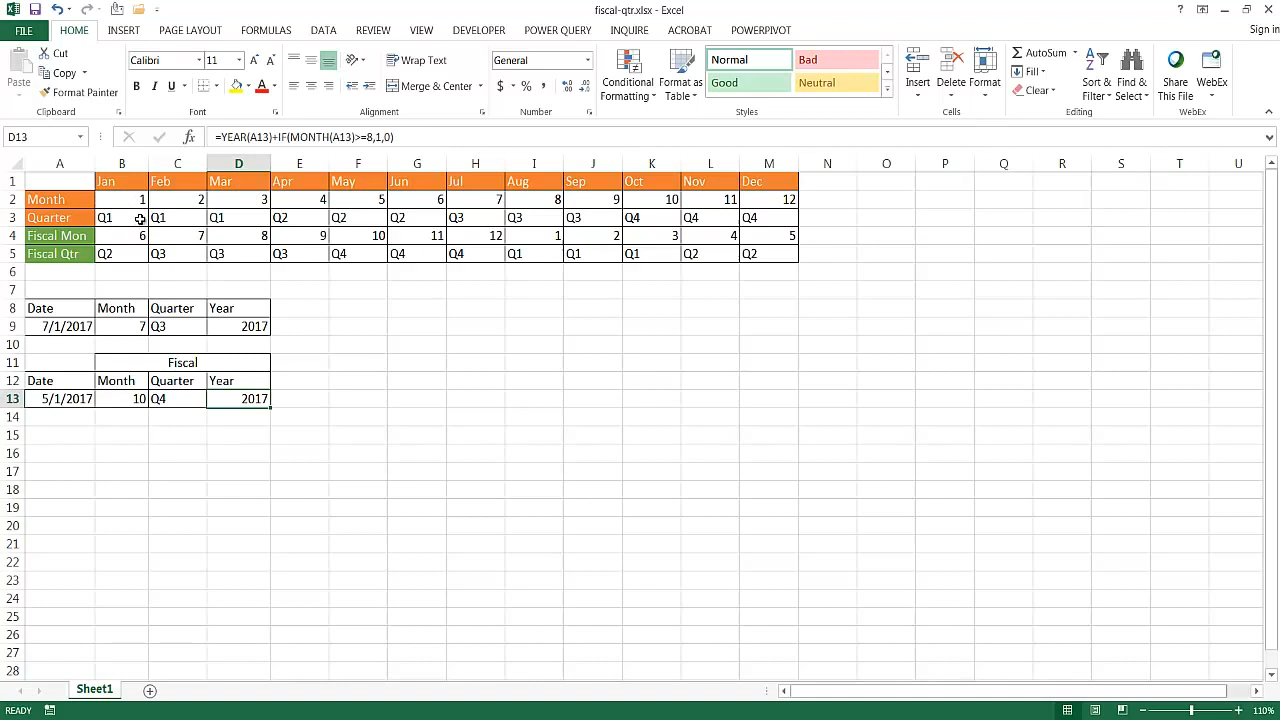 fiscal-qtr.xlsx - Excel
Sign in
FILE HOME INSERT PAGE LAYOUT FORMULAS DATA REVIEW VIEW DEVELOPER POWER QUERY INQUIRE ACROBAT POWERPIVOT
Paste
Cut
Copy
Format Painter
Clipboard
Calibri 11
B I U
Font
Wrap Text
Merge & Center
Alignment
General
$ % ,
Number
Conditional Formatting
Format as Table
Normal Bad
Good Neutral
Styles
Insert Delete Format
Cells
AutoSum
Fill
Clear
Sort & Filter
Find & Select
Editing
Share This File
WebEx
WebEx
D13 fx =YEAR(A13)+IF(MONTH(A13)>=8,1,0)
A B C D E F G H I J K L M N O P Q R S T U
1 Jan Feb Mar Apr May Jun Jul Aug Sep Oct Nov Dec
2 Month 1 2 3 4 5 6 7 8 9 10 11 12
3 Quarter Q1 Q1 Q1 Q2 Q2 Q2 Q3 Q3 Q3 Q4 Q4 Q4
4 Fiscal Mon 6 7 8 9 10 11 12 1 2 3 4 5
5 Fiscal Qtr Q2 Q3 Q3 Q3 Q4 Q4 Q4 Q1 Q1 Q1 Q2 Q2
6
7
8 Date Month Quarter Year
9 7/1/2017 7 Q3 2017
10
11 Fiscal
12 Date Month Quarter Year
13 5/1/2017 10 Q4 2017
14
15
16
17
18
19
20
21
22
23
24
25
26
27
28
Sheet1
READY
110%